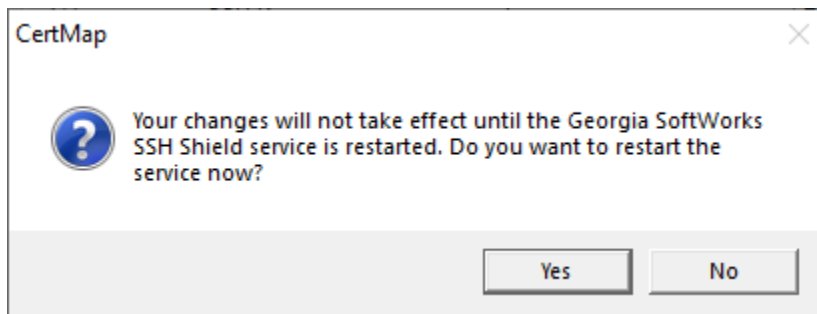 CertMap
Your changes will not take effect until the Georgia SoftWorks
SSH Shield service is restarted. Do you want to restart the
service now?
Yes
No